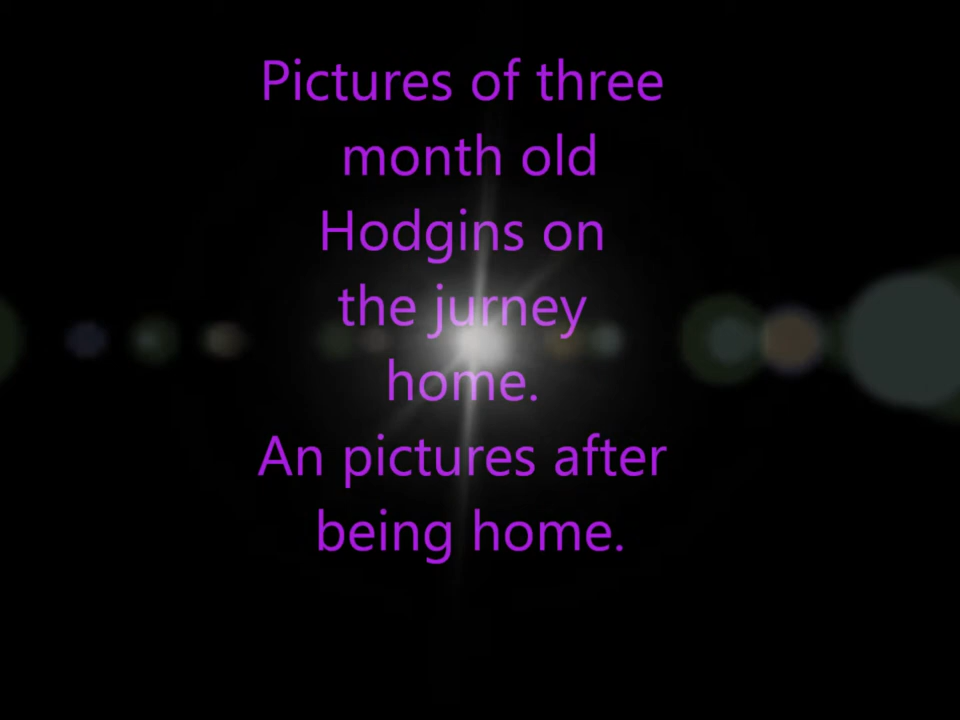 Pictures of three
month old
Hodgins on
the jurney
home.
An pictures after
being home.